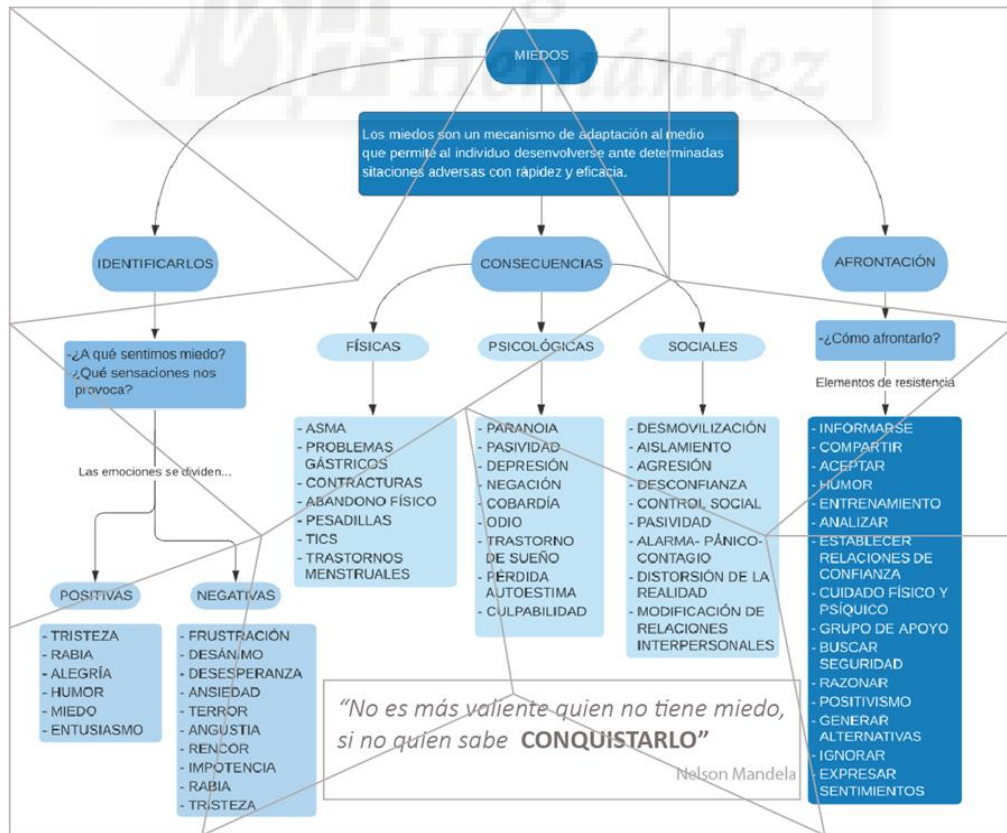 Hernández
MIEDOS
Los miedos son un mecanismo de adaptación al medio
que permite al individuo desenvolverse ante determinadas
sitaciones adversas con rápidez y eficacia.
IDENTIFICARLOS
CONSECUENCIAS
AFRONTACIÓN
-¿A qué sentimos miedo?
-¿Qué sensaciones nos
provoca?
Las emociones se dividen...
POSITIVAS
- TRISTEZA
- RABIA
- ALEGRÍA
- HUMOR
- MIEDO
- ENTUSIASMO
NEGATIVAS
- FRUSTRACIÓN
- DESÁNIMO
- DESESPERANZA
- ANSIEDAD
- TERROR
- ANGUSTIA
- RENCOR
- IMPOTENCIA
- RABIA
- TRISTEZA
FÍSICAS
- ASMA
- PROBLEMAS
GÁSTRICOS
- CONTRACTURAS
- ABANDONO FÍSICO
- PESADILLAS
- TICS
- TRASTORNOS
MENSTRUALES
PSICOLÓGICAS
- PARANOIA
- PASIVIDAD
- DEPRESIÓN
- NEGACIÓN
- COBARDÍA
- ODIO
- TRASTORNO
DE SUEÑO
- PÉRDIDA
AUTOESTIMA
- CULPABILIDAD
SOCIALES
- DESMOVILIZACIÓN
- AISLAMIENTO
- AGRESIÓN
- DESCONFIANZA
- CONTROL SOCIAL
- PASIVIDAD
- ALARMA- PÁNICO-
CONTAGIO
- DISTORSIÓN DE LA
REALIDAD
- MODIFICACIÓN DE
RELACIONES
INTERPERSONALES
-¿Cómo afrontarlo?
Elementos de resistencia
- INFORMARSE
- COMPARTIR
- ACEPTAR
- HUMOR
- ENTRENAMIENTO
- ANALIZAR
- ESTABLECER
RELACIONES DE
CONFIANZA
- CUIDADO FÍSICO Y
PSÍQUICO
- GRUPO DE APOYO
- BUSCAR
SEGURIDAD
- RAZONAR
- POSITIVISMO
- GENERAR
ALTERNATIVAS
- IGNORAR
- EXPRESAR
SENTIMIENTOS
“No es más valiente quien no tiene miedo,
si no quien sabe CONQUISTARLO”
Nelson Mandela